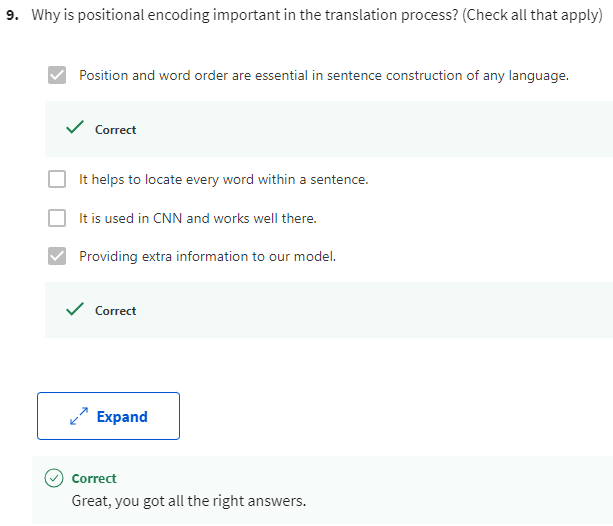 9. Why is positional encoding important in the translation process? (Check all that apply)
Position and word order are essential in sentence construction of any language.
Correct
It helps to locate every word within a sentence.
It is used in CNN and works well there.
Providing extra information to our model.
Correct
Expand
Correct
Great, you got all the right answers.